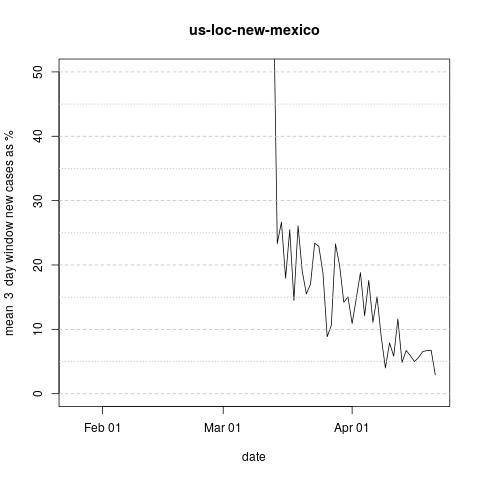 us-loc-new-mexico
mean 3 day window new cases as %
50
40
30
20
10
0
Feb 01
Mar 01
Apr 01
date